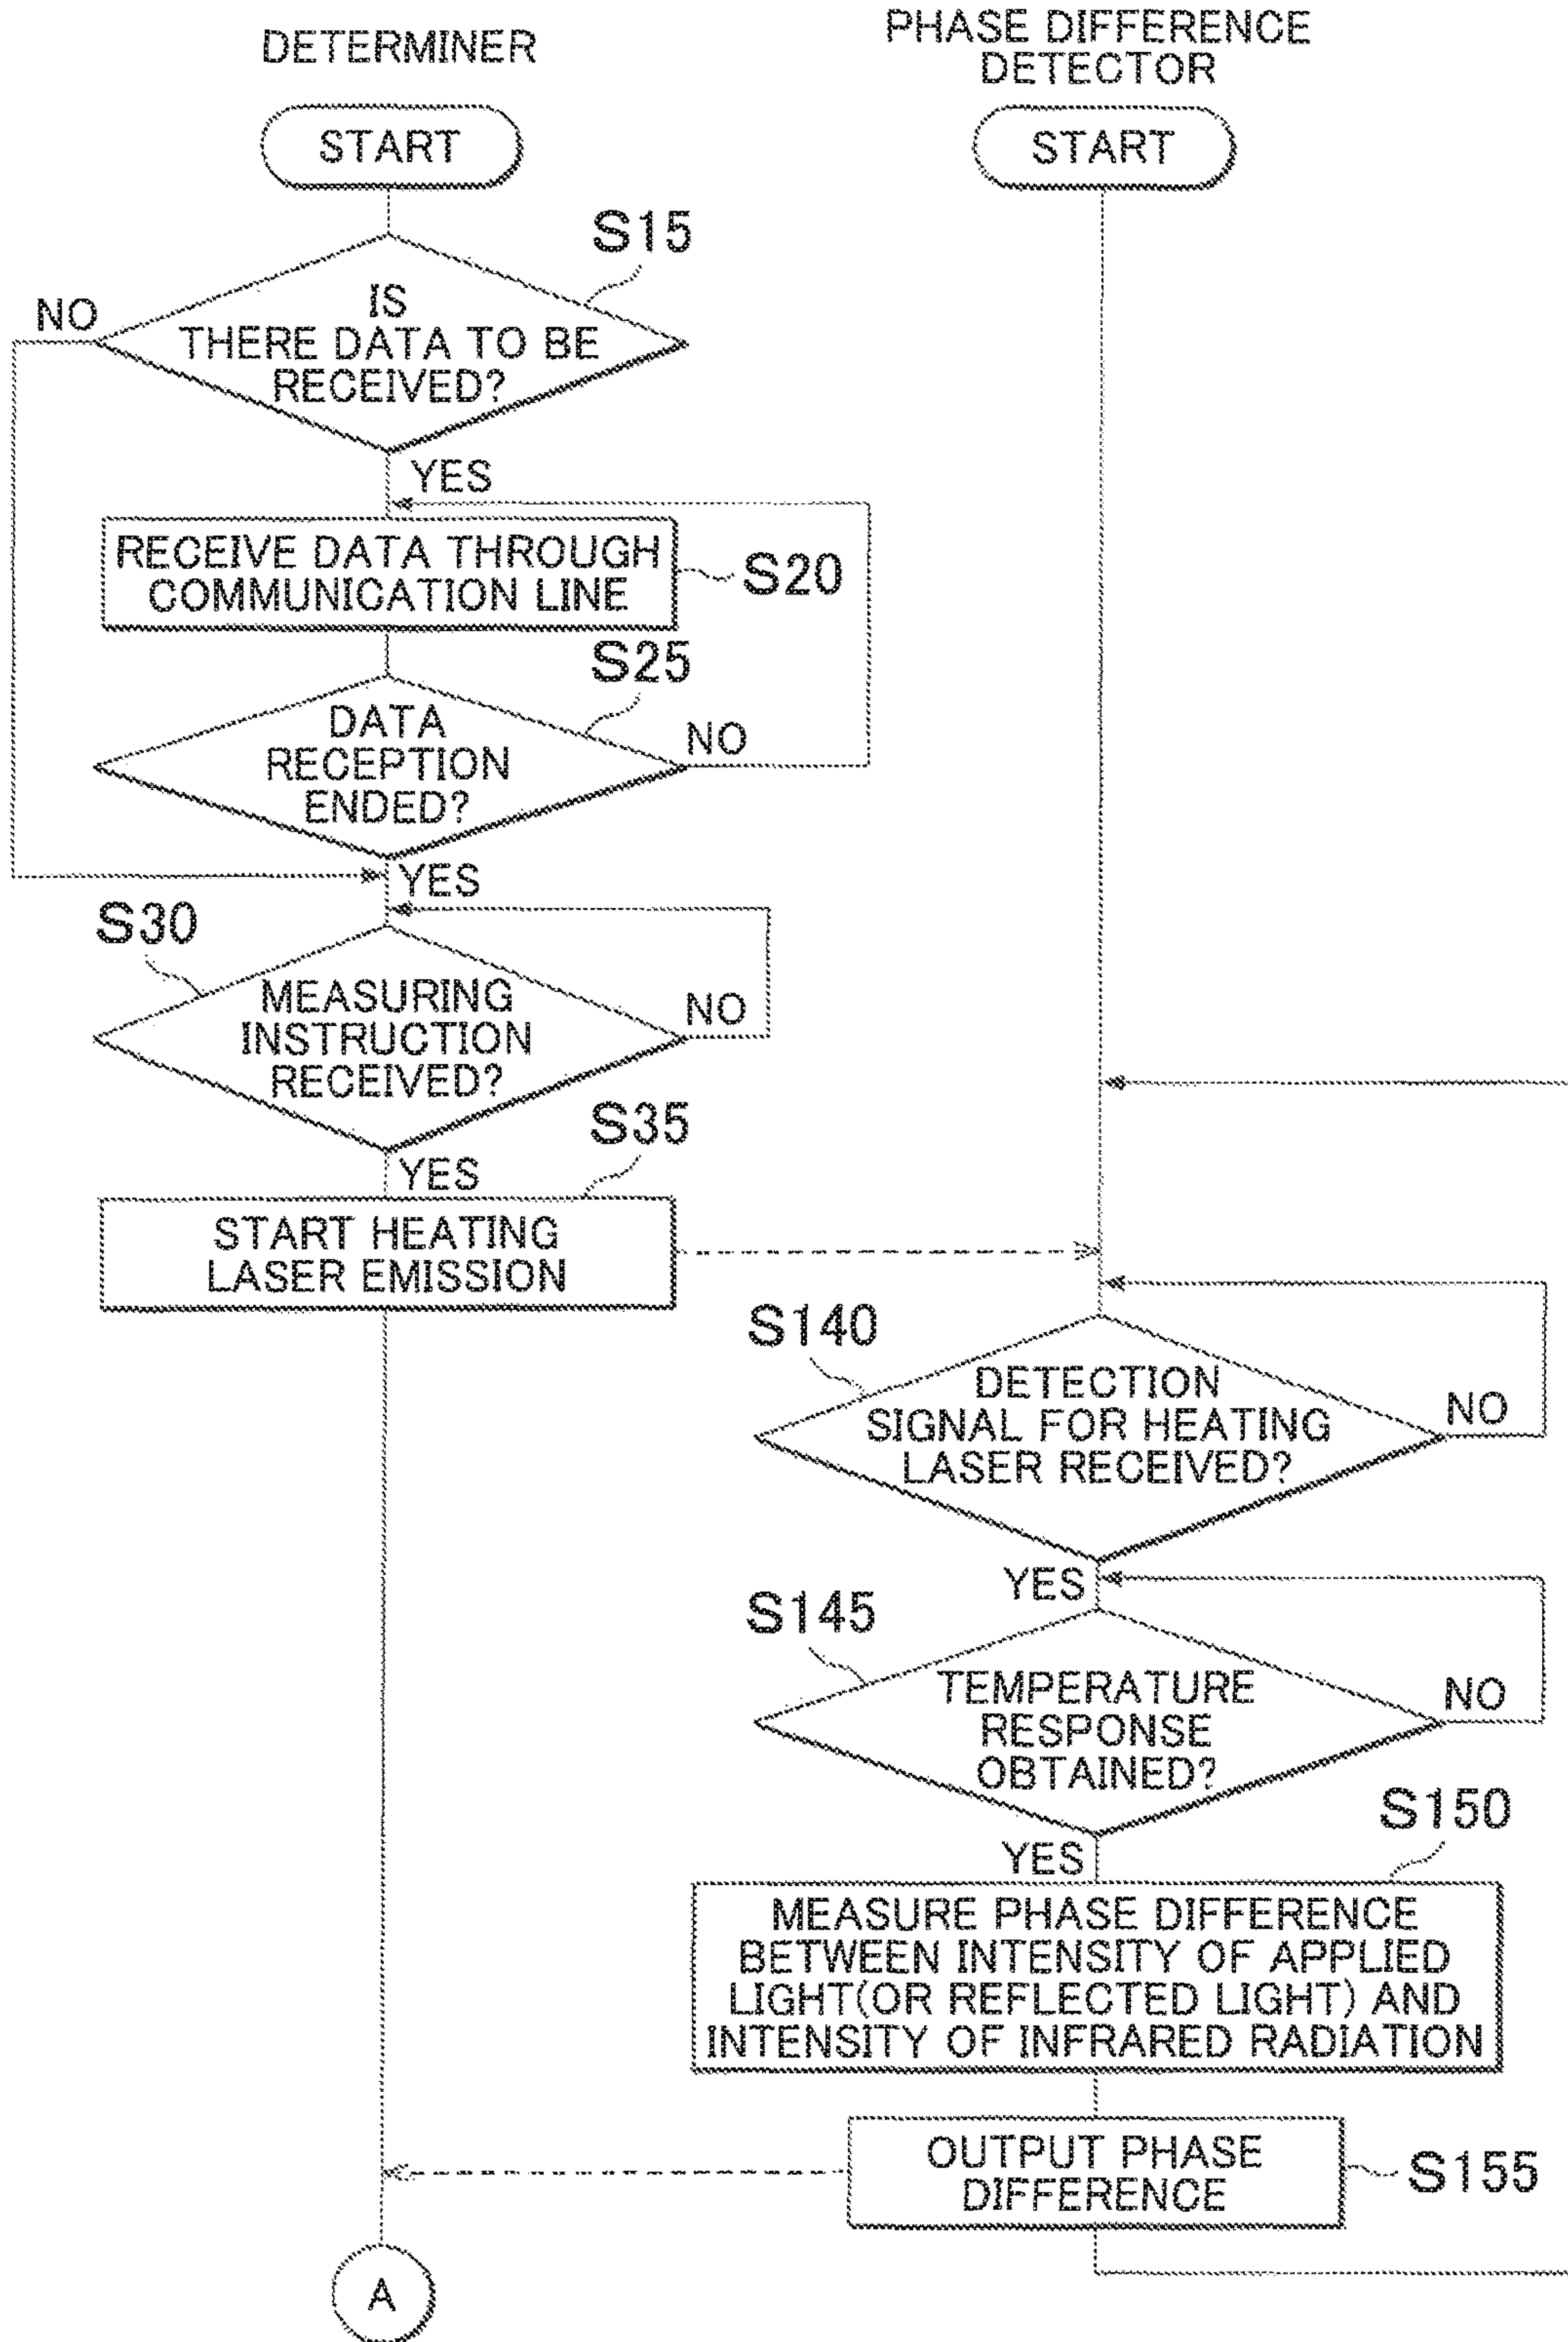 DETERMINER
START
S15
NO
IS
THERE DATA TO BE
RECEIVED?
YES
RECEIVE DATA THROUGH
COMMUNICATION LINE
S20
S25
DATA
RECEPTION
ENDED?
NO
YES
S30
MEASURING
INSTRUCTION
RECEIVED?
NO
S35
YES
START HEATING
LASER EMISSION
A
PHASE DIFFERENCE
DETECTOR
START
S140
DETECTION
SIGNAL FOR HEATING
LASER RECEIVED?
NO
YES
S145
TEMPERATURE
RESPONSE
OBTAINED?
NO
S150
YES
MEASURE PHASE DIFFERENCE
BETWEEN INTENSITY OF APPLIED
LIGHT(OR REFLECTED LIGHT) AND
INTENSITY OF INFRARED RADIATION
OUTPUT PHASE
DIFFERENCE
S155